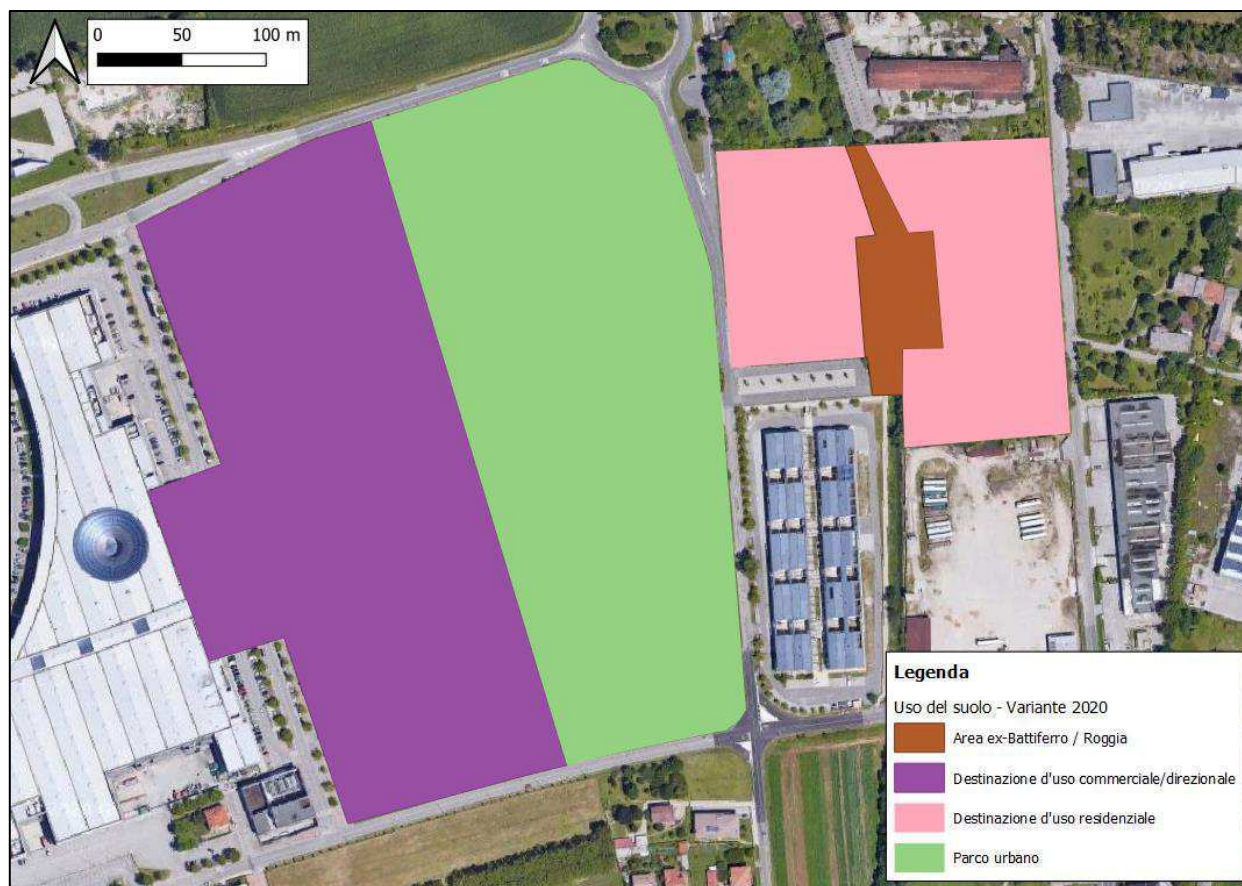 0 50 100 m
Legenda
Uso del suolo - Variante 2020
Area ex-Battiferro / Roggia
Destinazione d'uso commerciale/direzionale
Destinazione d'uso residenziale
Parco urbano